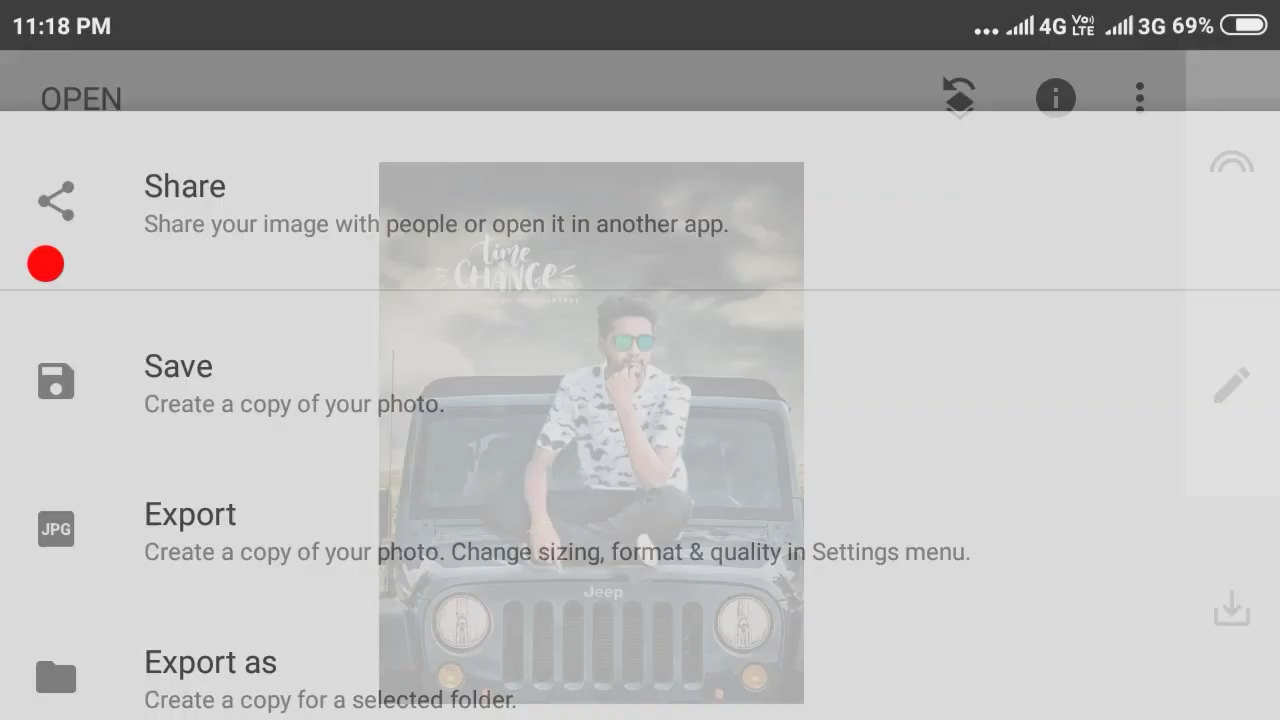 11:18 PM
4G Vo) LTE 3G 69%
OPEN
Share
Share your image with people or open it in another app.
time
CHANGE
Save
Create a copy of your photo.
JPG
Export
Create a copy of your photo. Change sizing, format & quality in Settings menu.
Jeep
Export as
Create a copy for a selected folder.